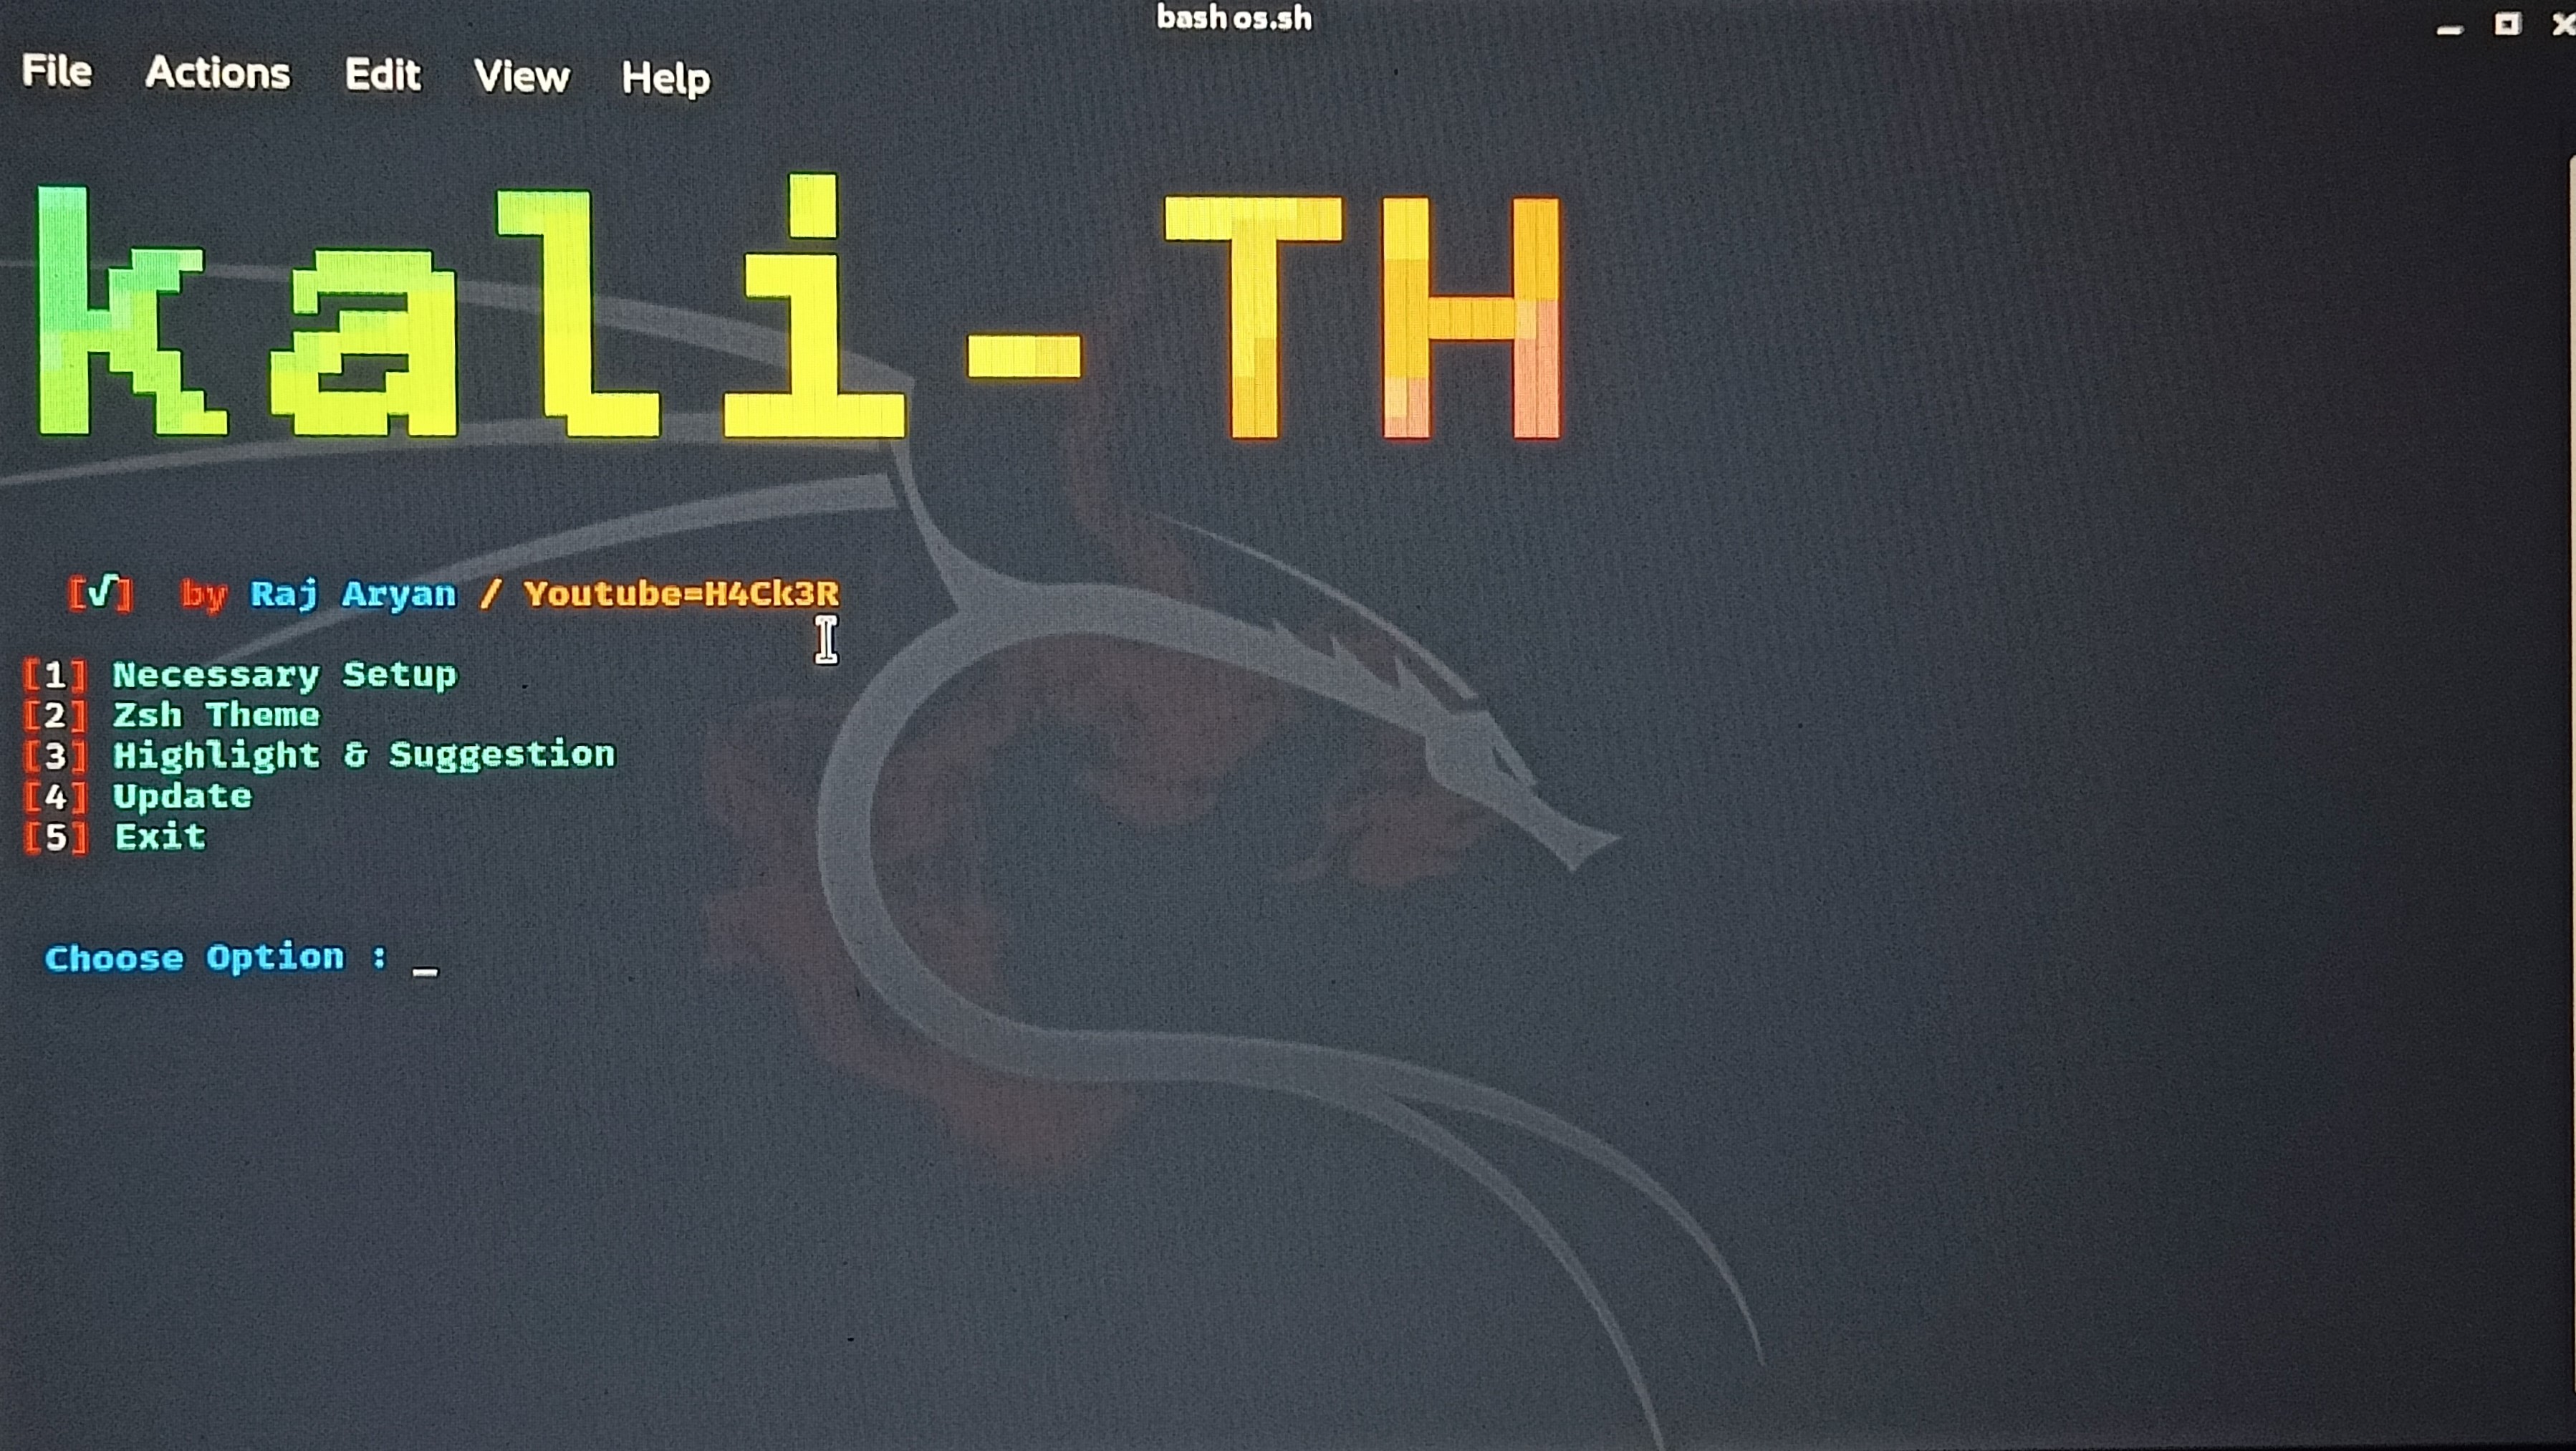 bash os.sh
File Actions Edit View Help
kali-TH
[√] by Raj Aryan / Youtube=H4Ck3R
[1] Necessary Setup
[2] Zsh Theme
[3] Highlight & Suggestion
[4] Update
[5] Exit
Choose Option : _